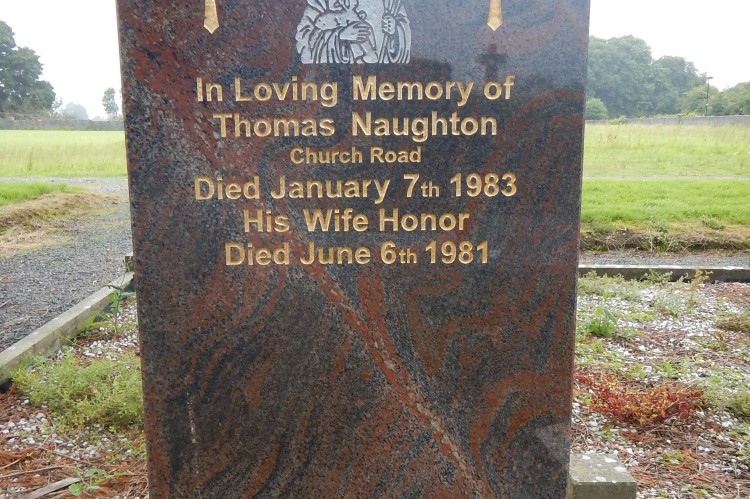 In Loving Memory of
Thomas Naughton
Church Road
Died January 7th 1983
His Wife Honor
Died June 6th 1981